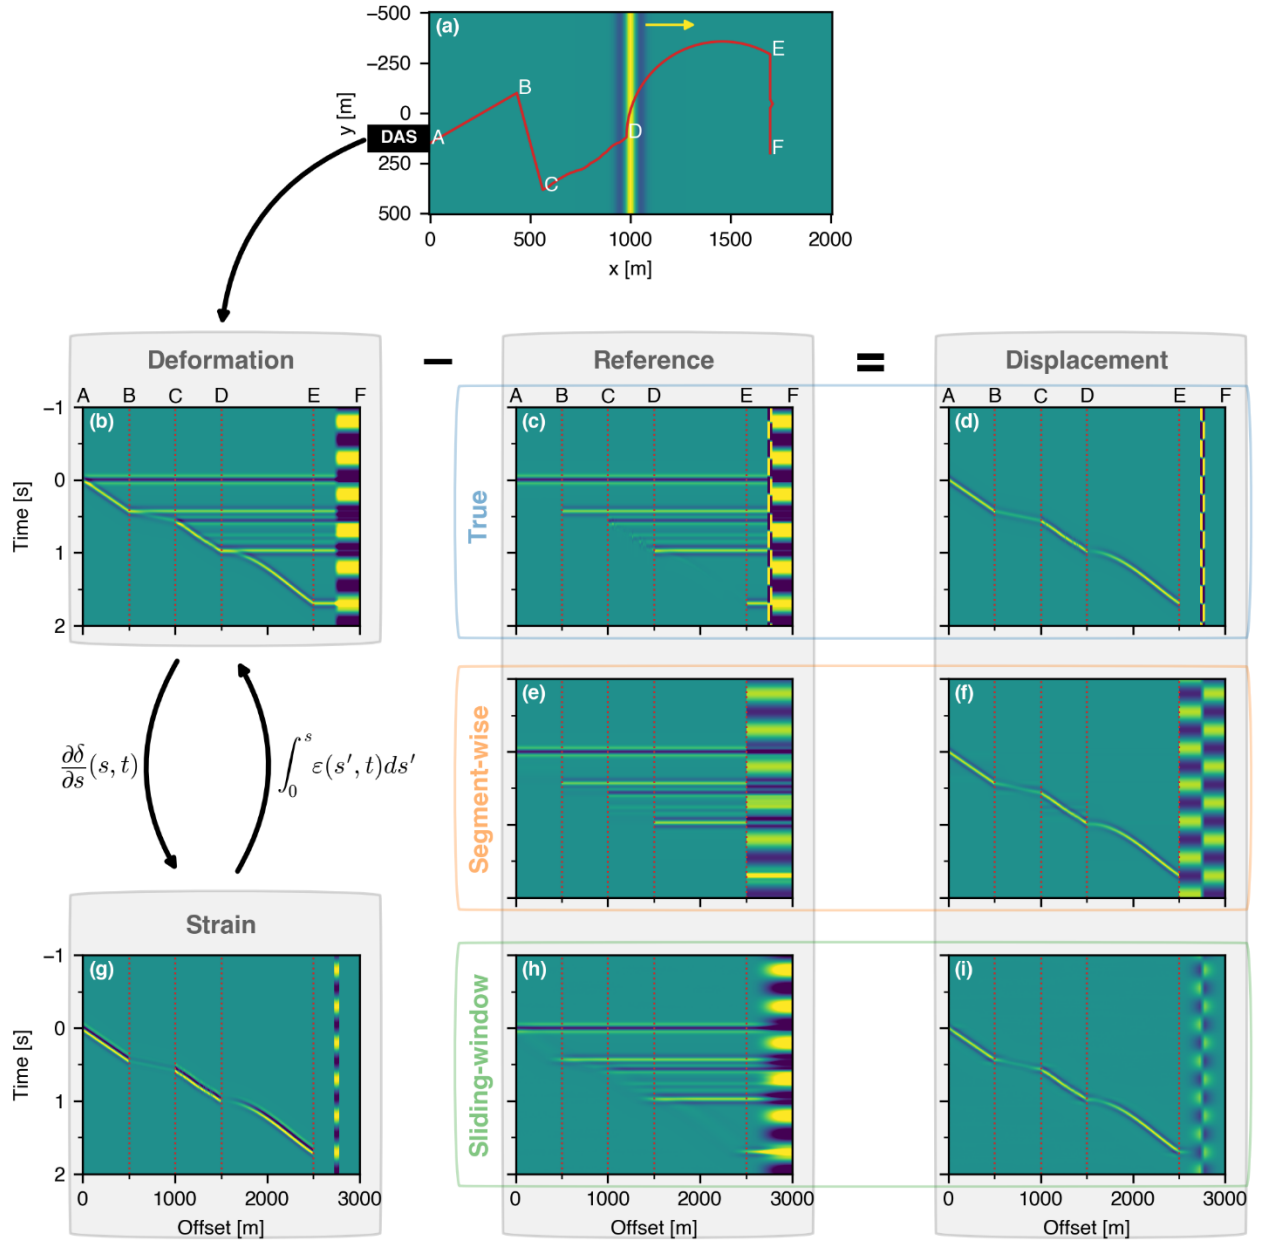 (a)
−500
−250
0
250
500
y [m]
DAS
A
B
C
D
E
F
0 500 1000 1500 2000
x [m]
Deformation − Reference = Displacement
A B C D E F
A B C D E F
A B C D E F
(b)
(c)
(d)
−1
0
1
2
Time [s]
True
(e)
(f)
Segment-wise
∂δ/∂s (s, t)
∫₀ˢ ε(s′, t)ds′
Strain
(g)
(h)
(i)
−1
0
1
2
Time [s]
Sliding-window
0 1000 2000 3000
0 1000 2000 3000
0 1000 2000 3000
Offset [m]
Offset [m]
Offset [m]